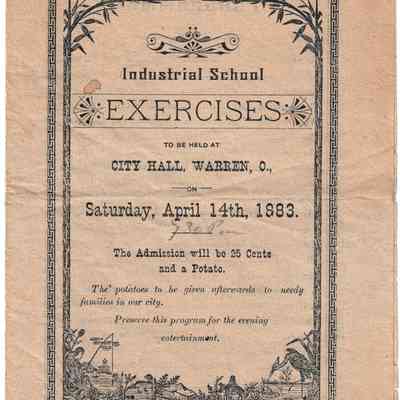 Industrial School
EXERCISES
TO BE HELD AT
CITY HALL, WARREN, O.,
ON
Saturday, April 14th, 1883.
7 30 P m
The Admission will be 25 Cents
and a Potato.
The potatoes to be given afterwards to needy
families in our city.
Preserve this program for the evening
entertainment.